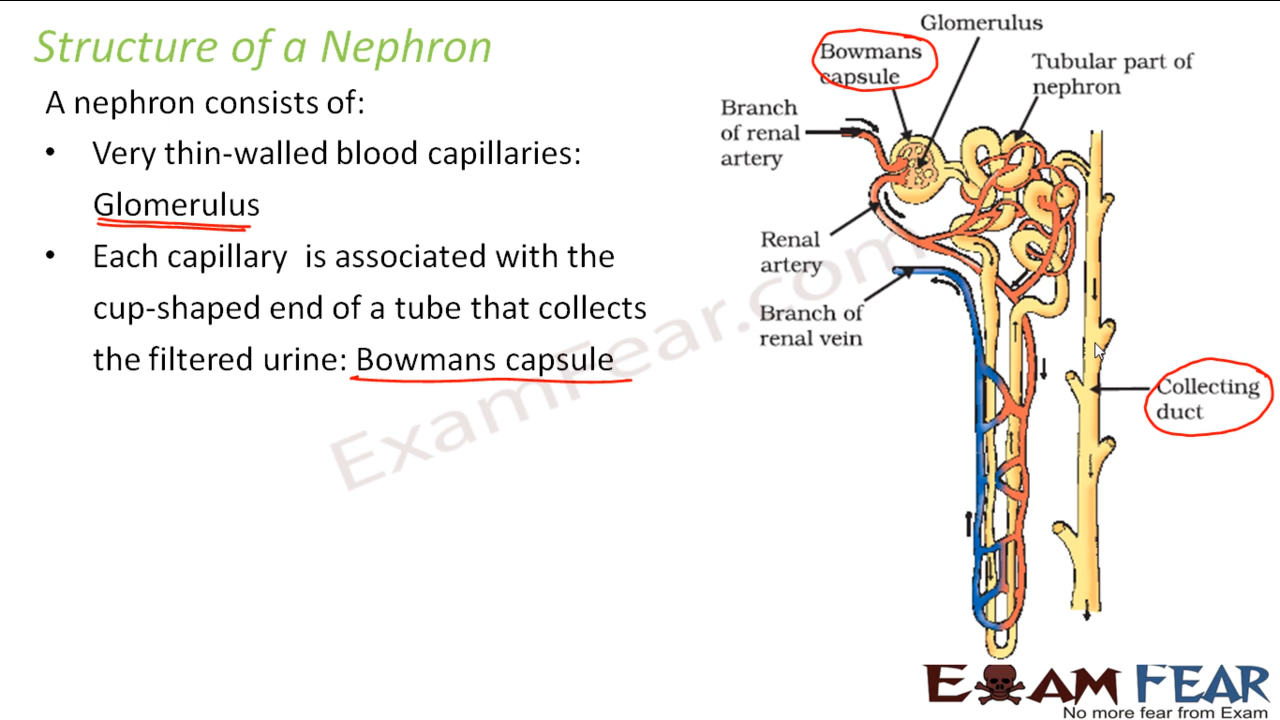 Structure of a Nephron
A nephron consists of:
• Very thin-walled blood capillaries:
Glomerulus
• Each capillary is associated with the
cup-shaped end of a tube that collects
the filtered urine: Bowmans capsule
Glomerulus
Bowmans
capsule
Tubular part of
nephron
Branch
of renal
artery
Renal
artery
Branch of
renal vein
Collecting
duct
ExamFear.com
EXAM FEAR
No more fear from Exam